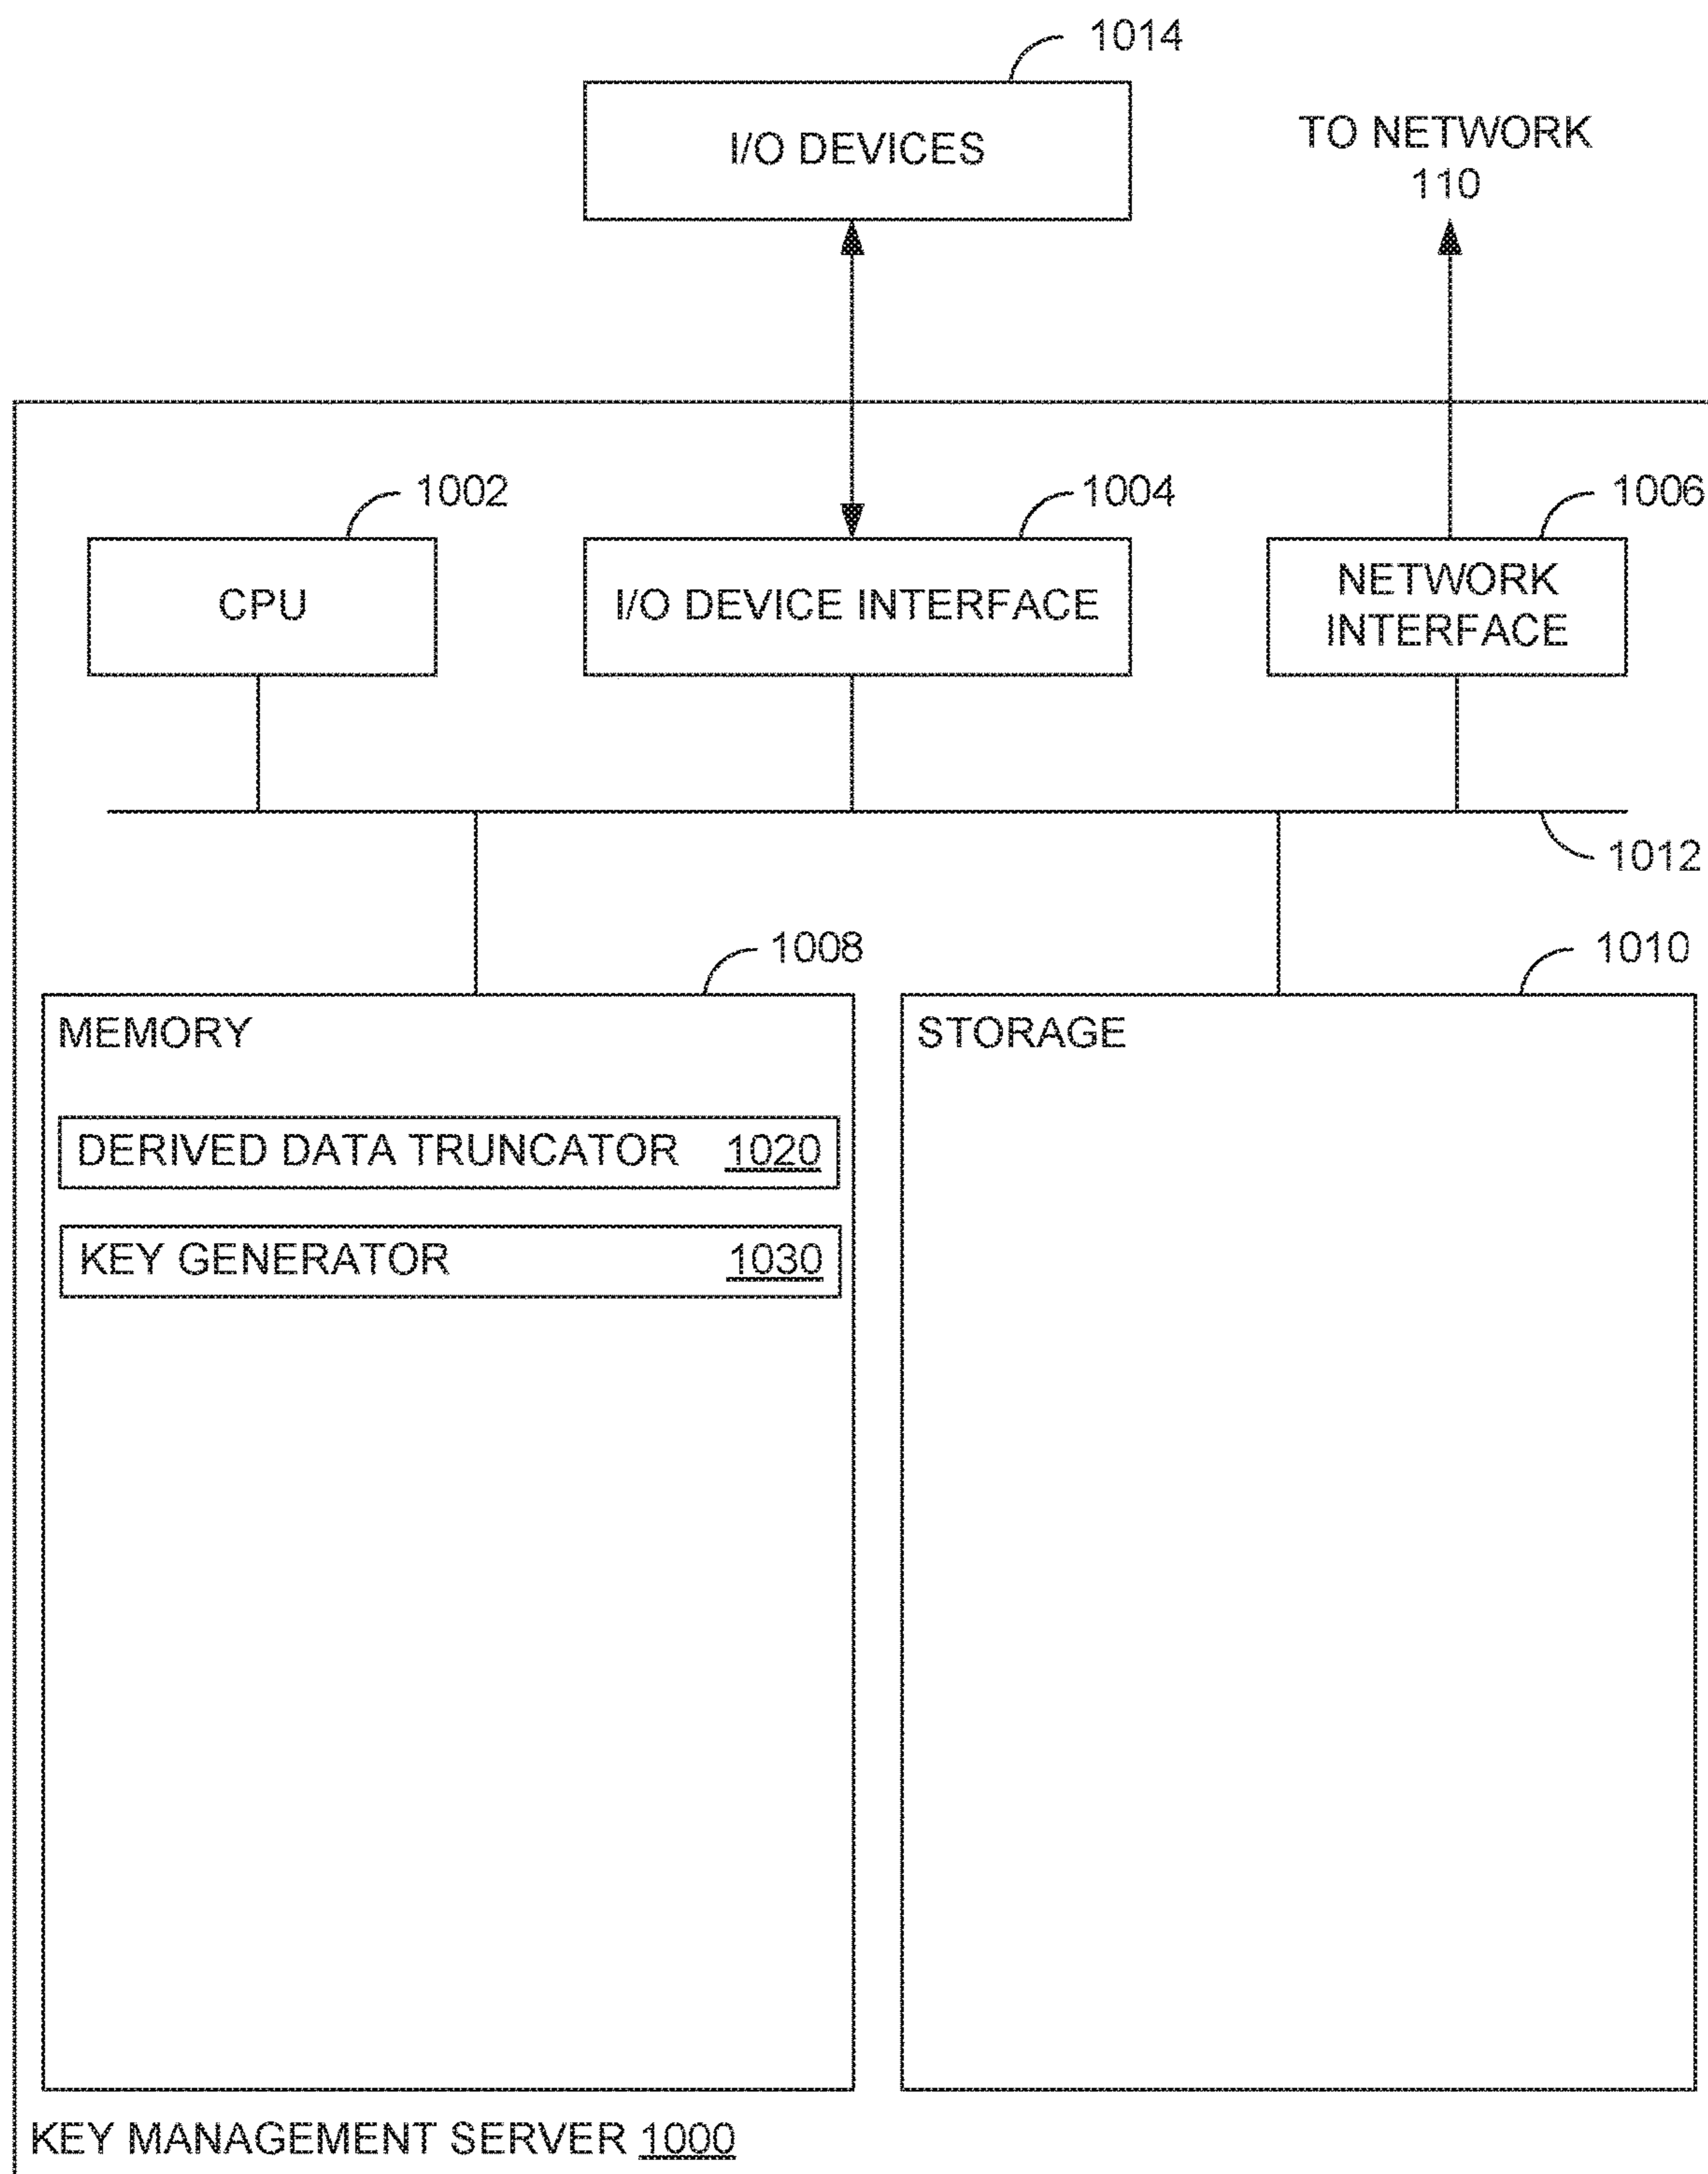 1014
I/O DEVICES
TO NETWORK
110
1002
1004
1006
CPU
I/O DEVICE INTERFACE
NETWORK
INTERFACE
1012
1008
1010
MEMORY
STORAGE
DERIVED DATA TRUNCATOR 1020
KEY GENERATOR 1030
KEY MANAGEMENT SERVER 1000